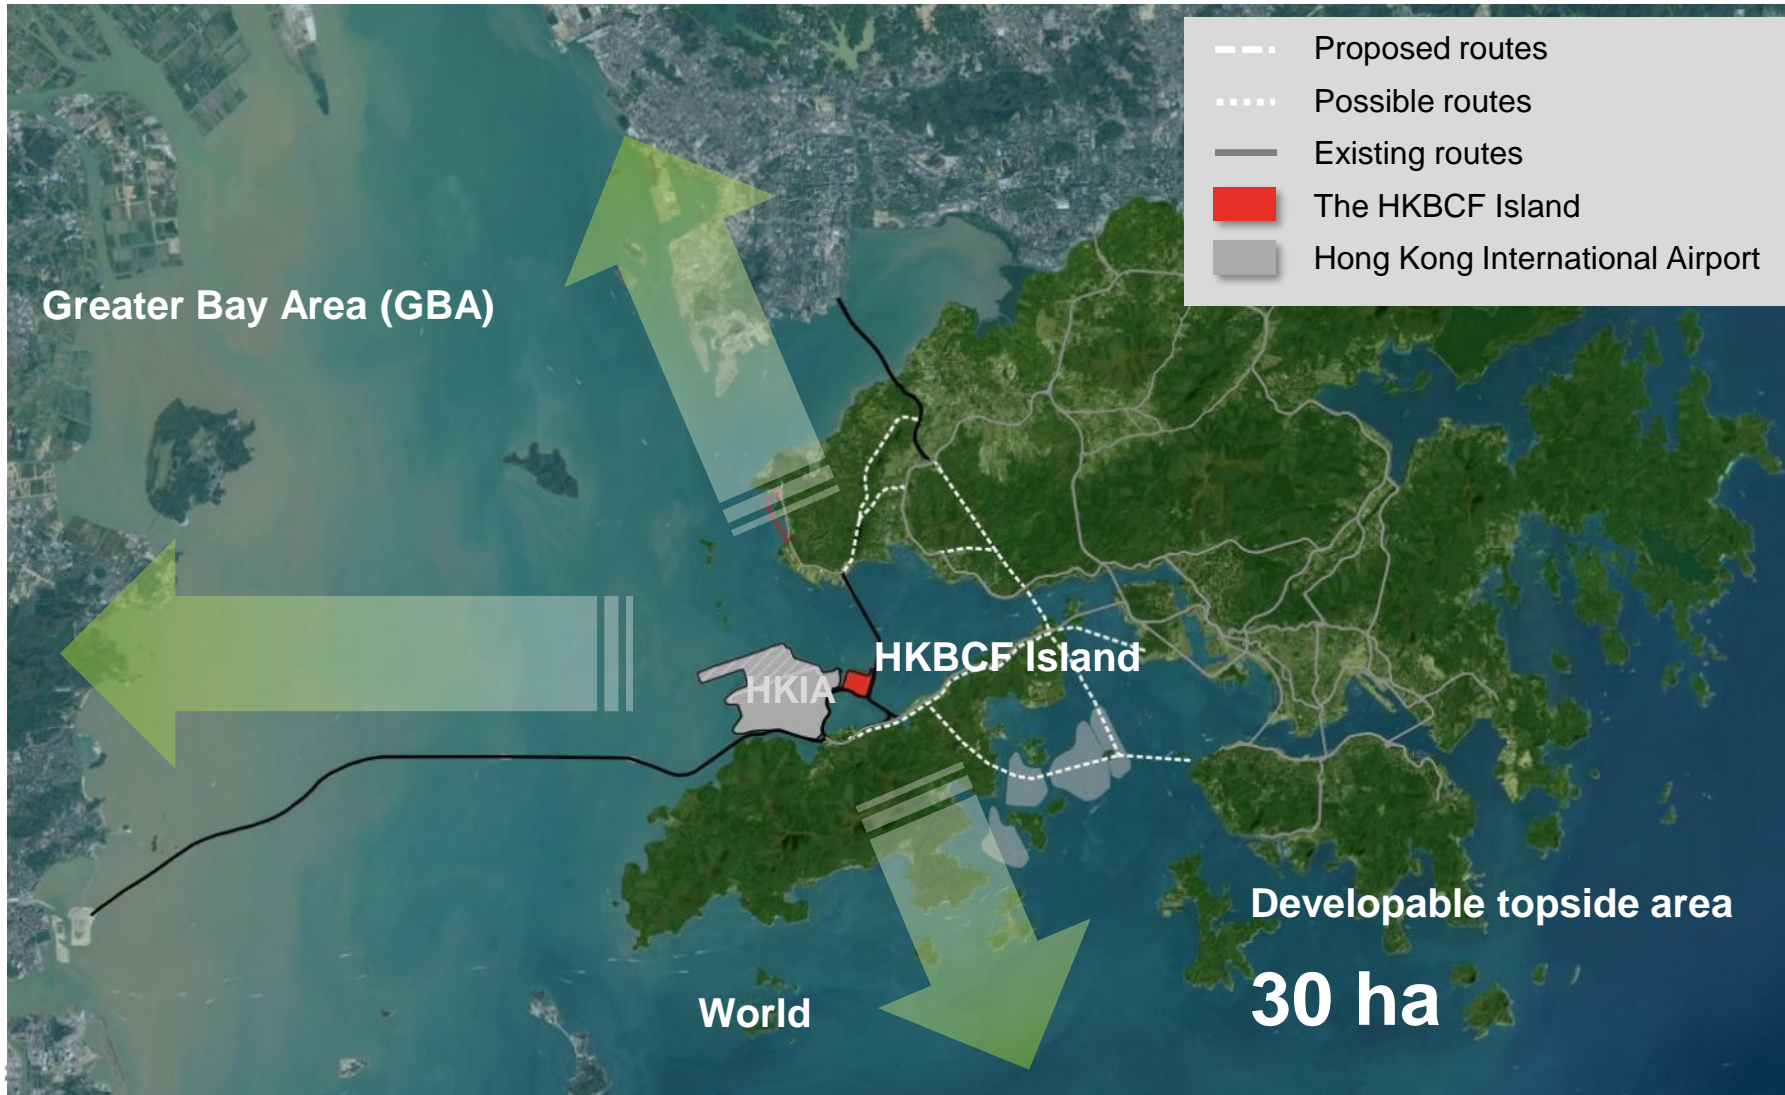 Proposed routes
Possible routes
Existing routes
The HKBCF Island
Hong Kong International Airport
Greater Bay Area (GBA)
HKBCF Island
HKIA
Developable topside area
30 ha
World